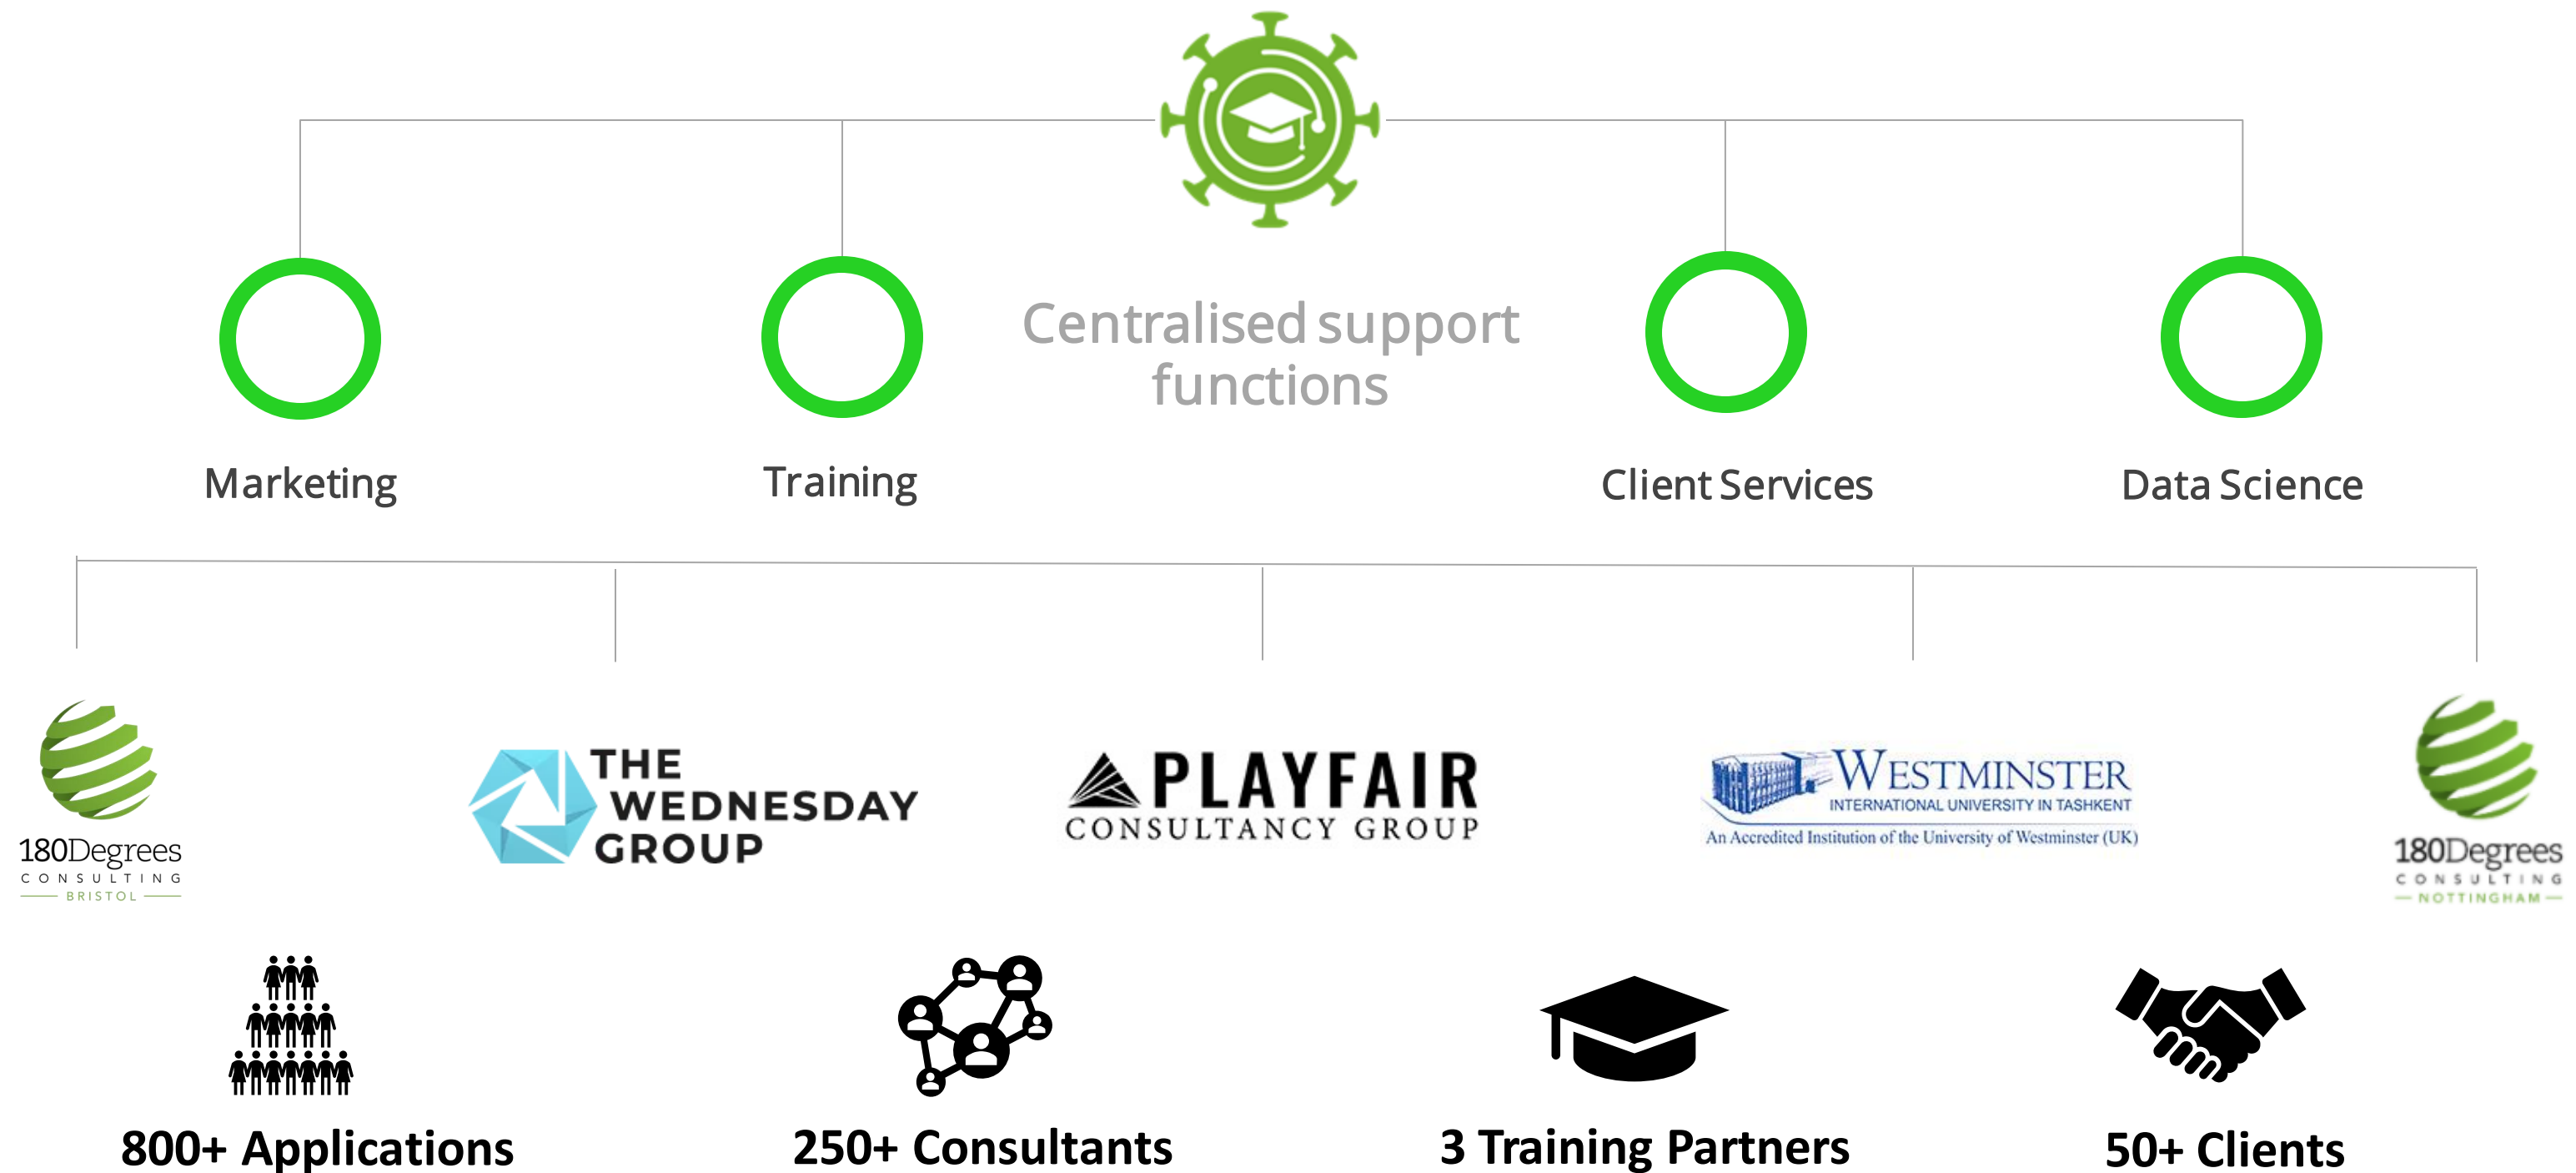 Centralised support
functions
Marketing
Training
Client Services
Data Science
180Degrees
CONSULTING
BRISTOL
THE
WEDNESDAY
GROUP
PLAYFAIR
CONSULTANCY GROUP
WESTMINSTER
INTERNATIONAL UNIVERSITY IN TASHKENT
An Accredited Institution of the University of Westminster (UK)
180Degrees
CONSULTING
NOTTINGHAM
800+ Applications
250+ Consultants
3 Training Partners
50+ Clients